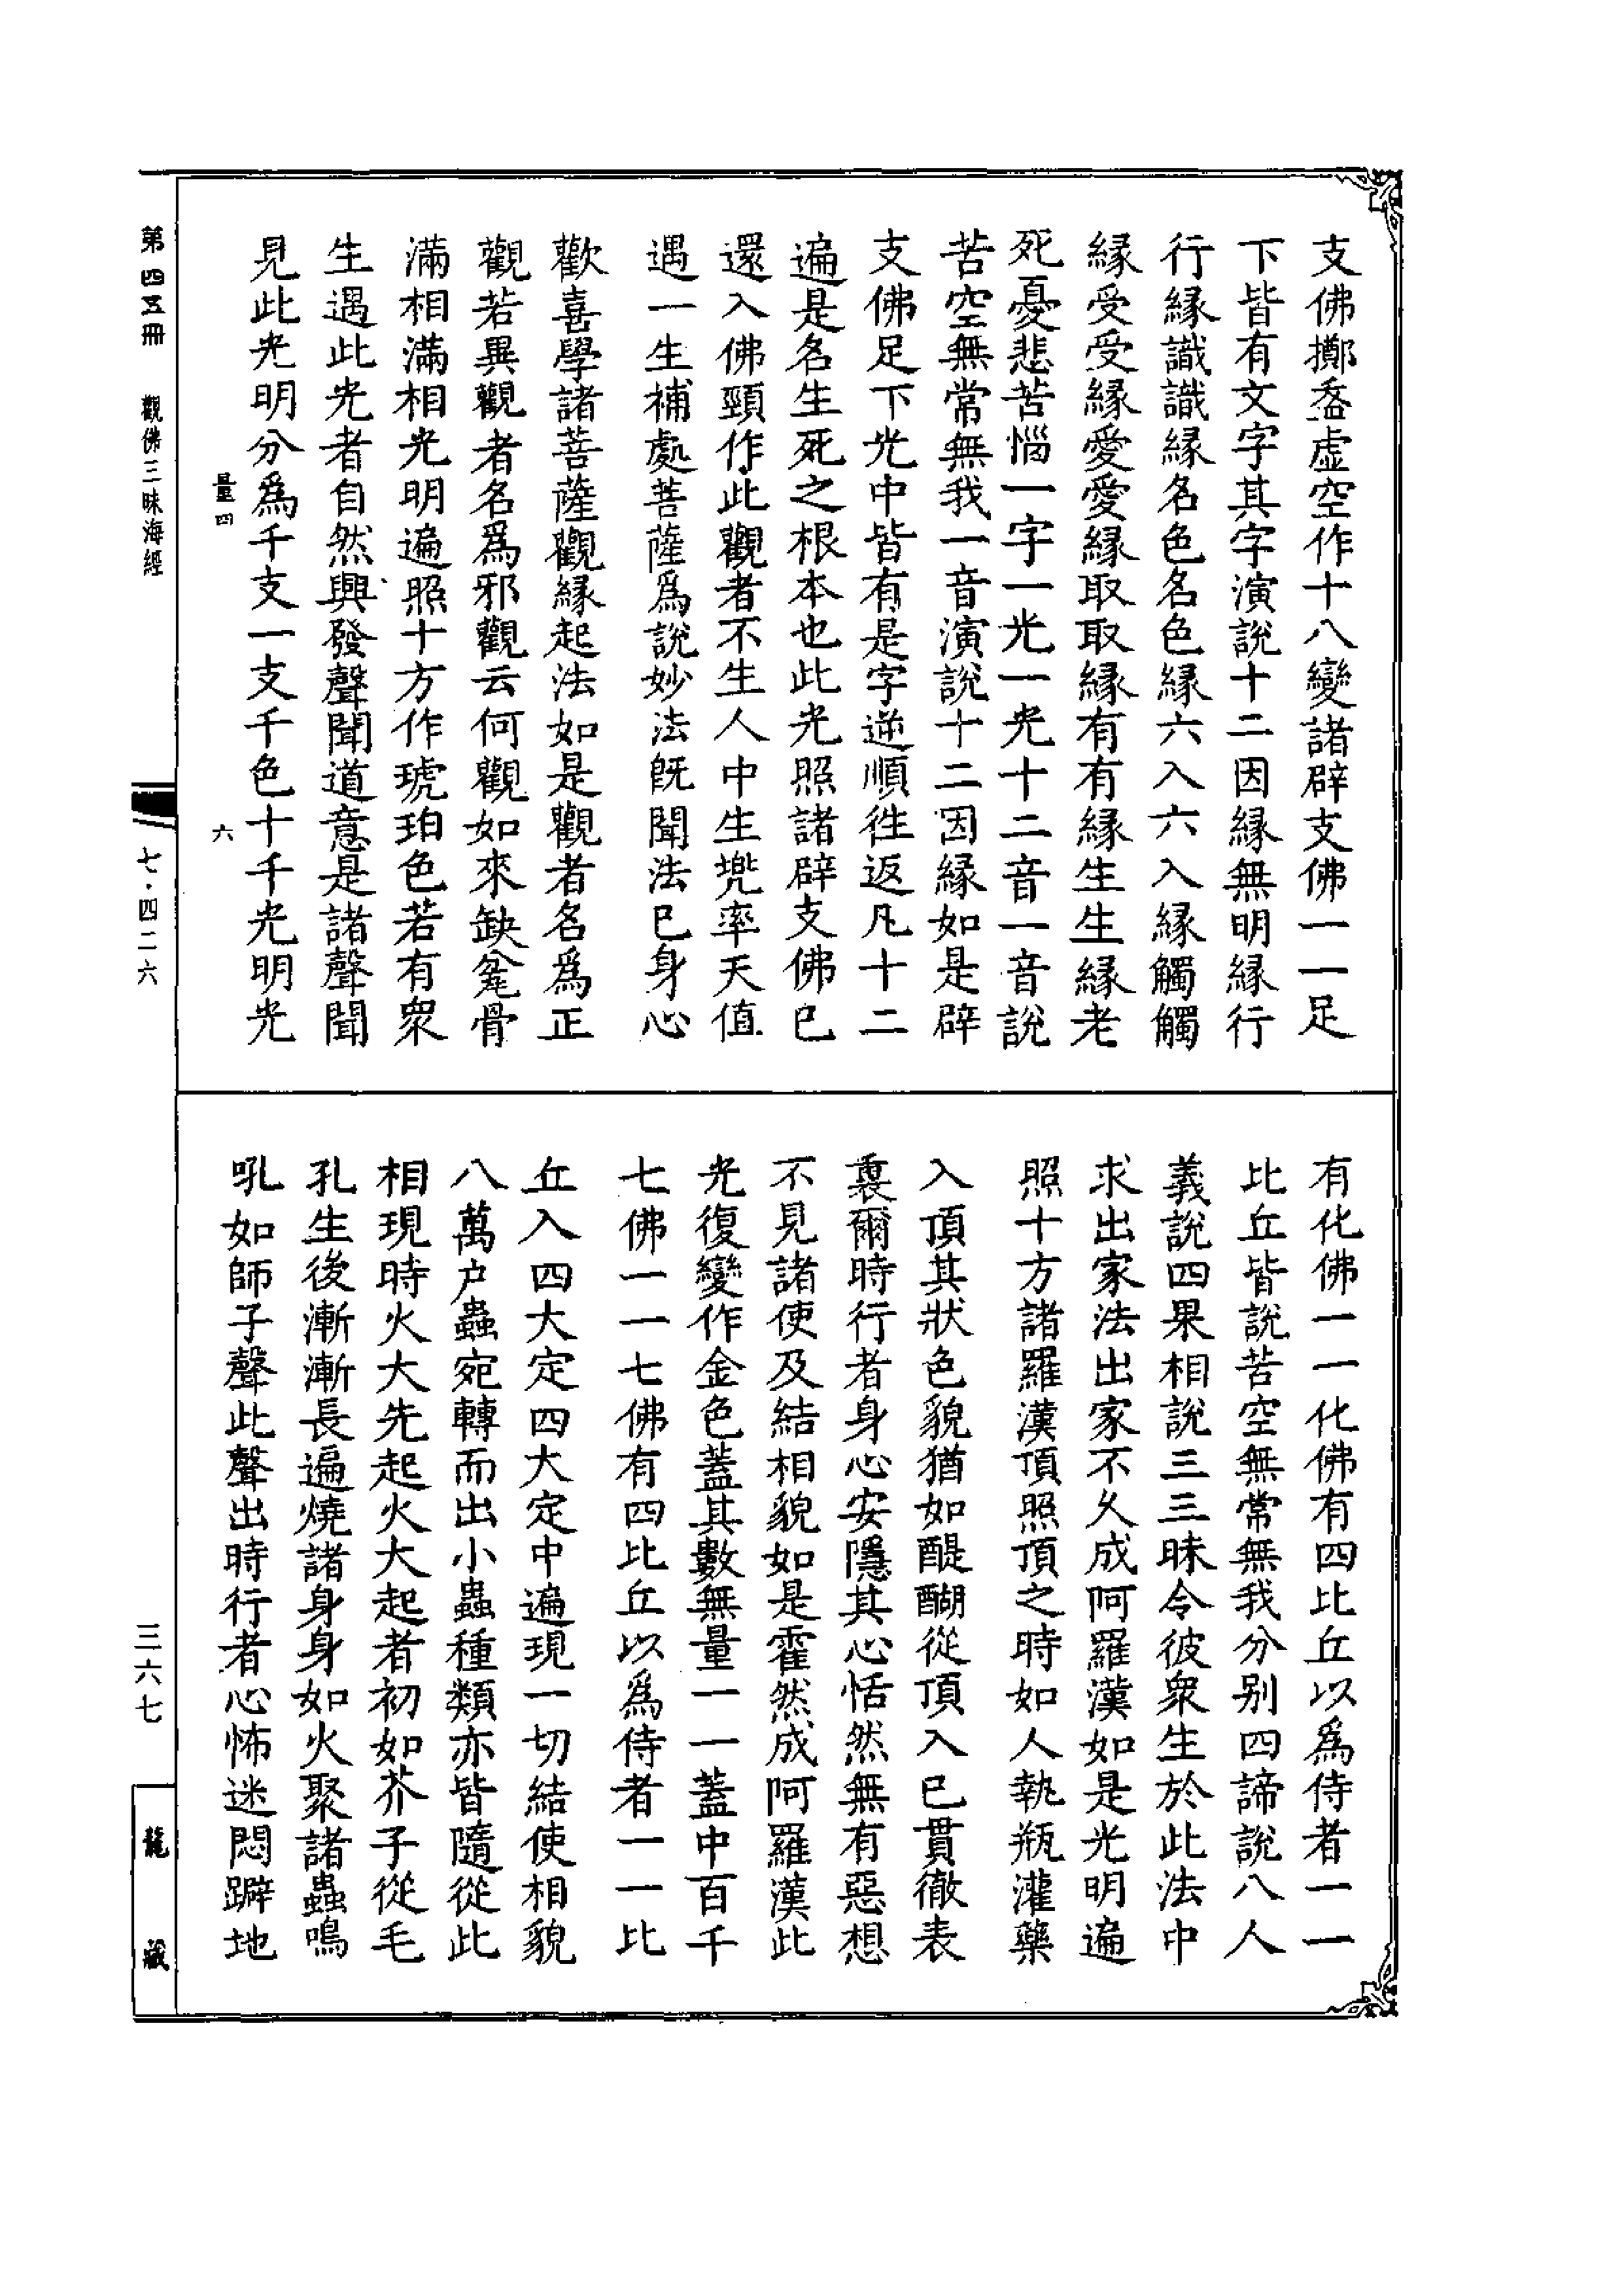 支佛擲盋虛空作十八變諸辟支佛一一足
下皆有文字其字演說十二因緣無明緣行
行緣識識緣名色名色緣六入六入緣觸觸
緣受受緣愛愛緣取取緣有有緣生生緣老
死憂悲苦惱一字一光一光十二音一音說
苦空無常無我一音演說十二因緣如是辟
支佛足下光中皆有是字逆順往返凡十二
遍是名生死之根本也此光照諸辟支佛已
還入佛頸作此觀者不生人中生兠率天值
遇一生補處菩薩為說妙法旣聞法已身心
歡喜學諸菩薩觀緣起法如是觀者名為正
觀若異觀者名為邪觀云何觀如來缺盆骨
滿相滿相光明遍照十方作琥珀色若有衆
生遇此光者自然興發聲聞道意是諸聲聞
見此光明分為千支一支千色十千光明光
有化佛一一化佛有四比丘以為侍者一一
比丘皆說苦空無常無我分別四諦說八人
義說四果相說三三昧令彼衆生於此法中
求出家法出家不久成阿羅漢如是光明遍
照十方諸羅漢頂照頂之時如人執瓶灌藥
入頂其狀色貌猶如醍醐從頂入已貫徹表
裏爾時行者身心安隱其心恬然無有惡想
不見諸使及結相貌如是霍然成阿羅漢此
光復變作金色蓋其數無量一一蓋中百千
七佛一一七佛有四比丘以為侍者一一比
丘入四大定四大定中遍現一切結使相貌
八萬户蟲宛轉而出小蟲種類亦皆隨從此
相現時火大先起火大起者初如芥子從毛
孔生後漸漸長遍燒諸身身如火聚諸蟲鳴
吼如師子聲此聲出時行者心怖迷悶躃地
量四
六
第四五冊
觀佛三昧海經
七·四二六
三六七
龍藏